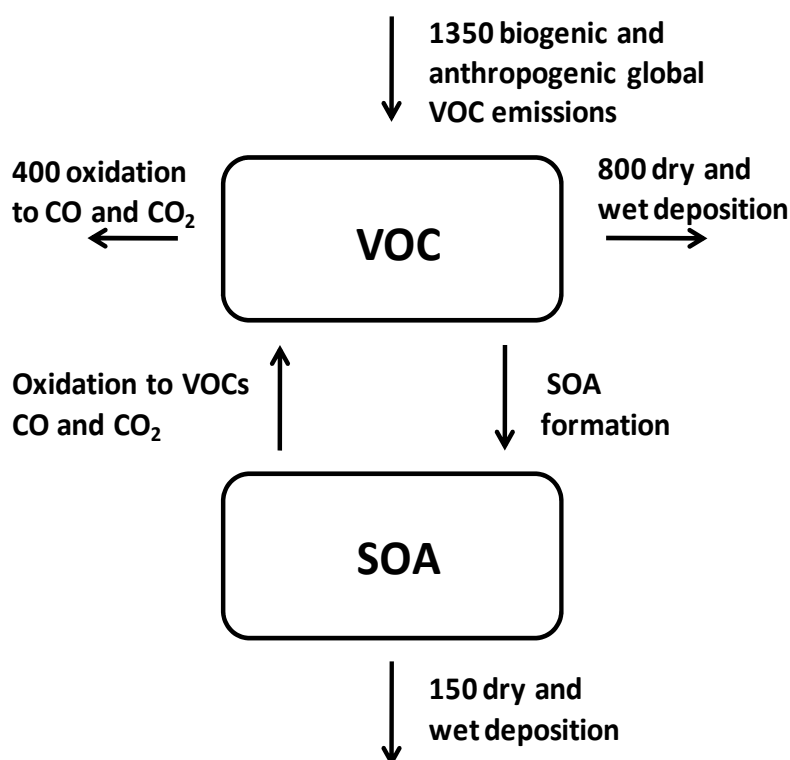 1350 biogenic and
anthropogenic global
VOC emissions
400 oxidation
to CO and CO₂
800 dry and
wet deposition
VOC
Oxidation to VOCs
CO and CO₂
SOA
formation
SOA
150 dry and
wet deposition